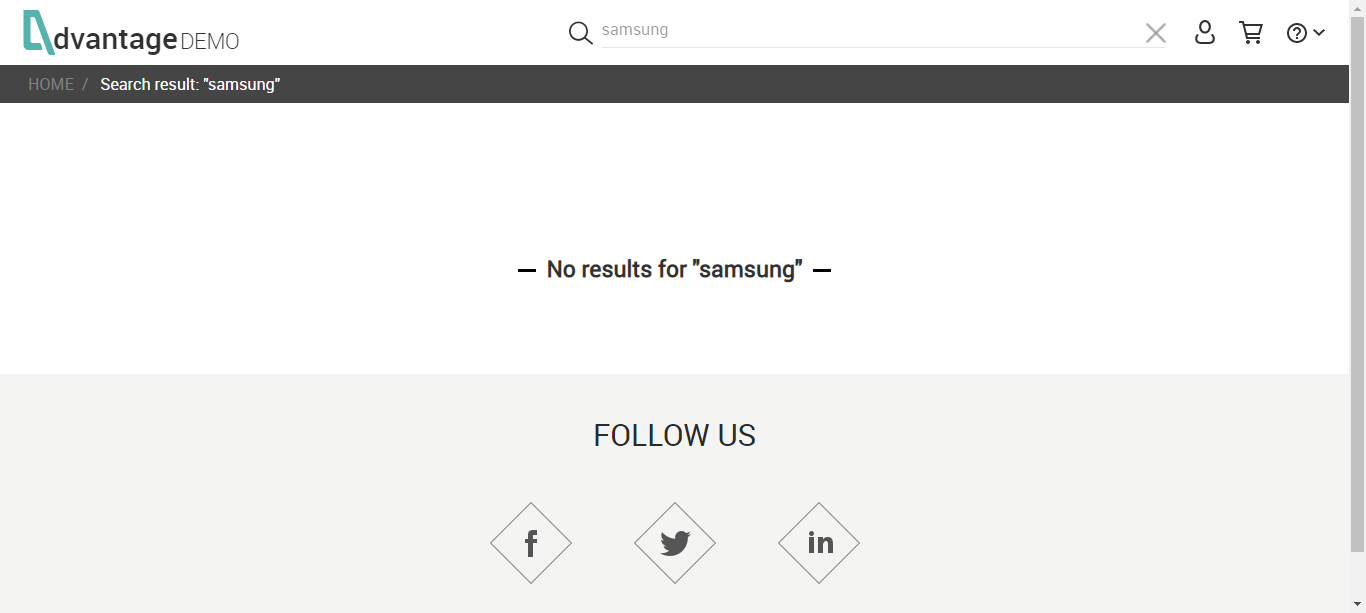 dvantage DEMO
samsung
HOME / Search result: "samsung"
No results for "samsung"
FOLLOW US
f
in